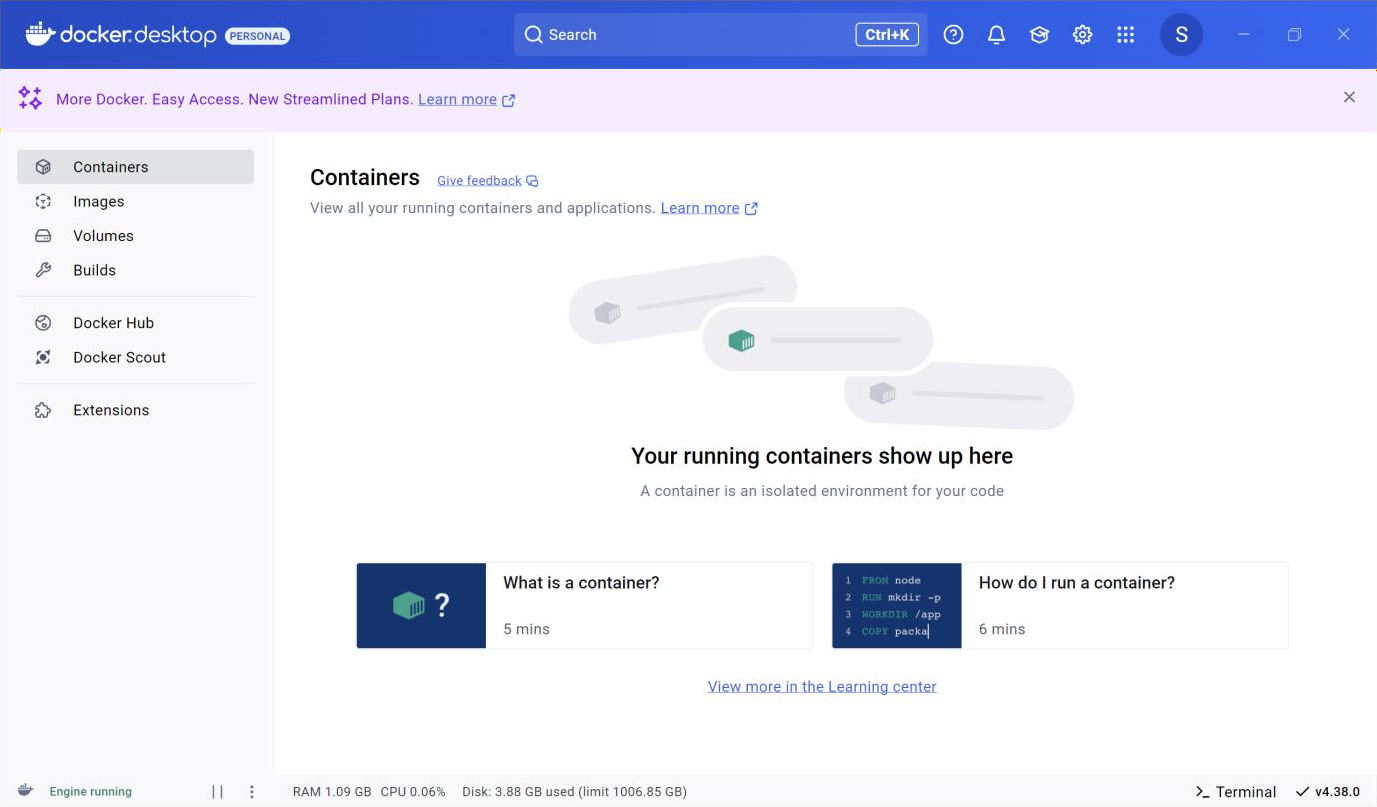 docker.desktop PERSONAL Search Ctrl+K S
More Docker. Easy Access. New Streamlined Plans. Learn more
Containers
Images
Volumes
Builds
Docker Hub
Docker Scout
Extensions
Containers Give feedback
View all your running containers and applications. Learn more
Your running containers show up here
A container is an isolated environment for your code
?
What is a container?
5 mins
1 FROM node
2 RUN mkdir -p
3 WORKDIR /app
4 COPY packa
How do I run a container?
6 mins
View more in the Learning center
Engine running RAM 1.09 GB CPU 0.06% Disk: 3.88 GB used (limit 1006.85 GB) Terminal v4.38.0